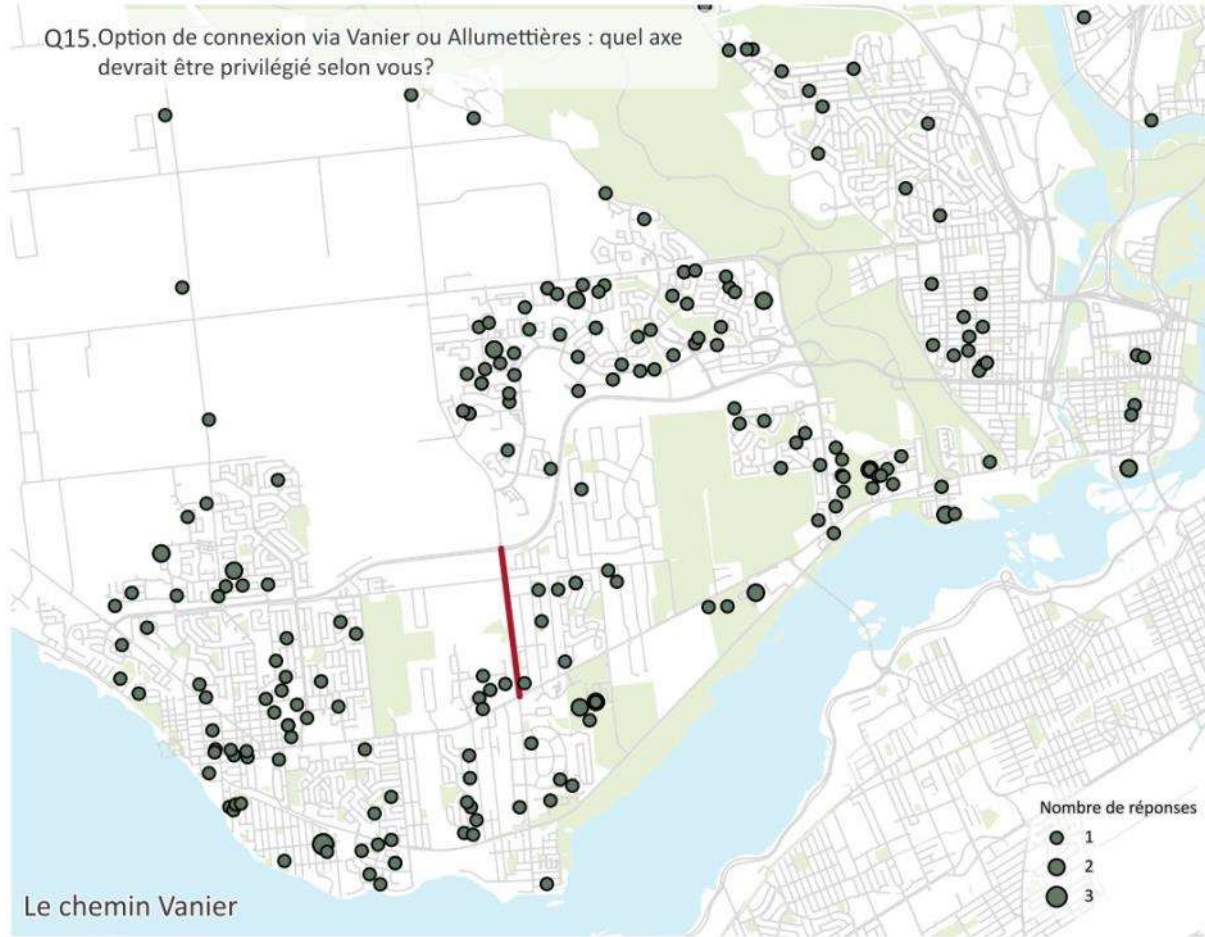 Q15.Option de connexion via Vanier ou Allumettières : quel axe
devrait être privilégié selon vous?
Nombre de réponses
1
2
3
Le chemin Vanier